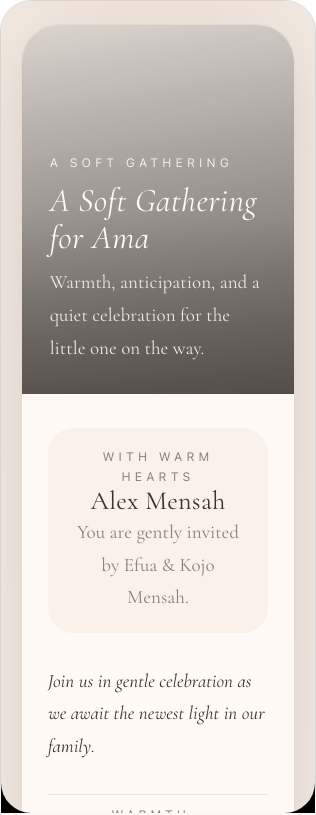 A SOFT GATHERING
A Soft Gathering
for Ama
Warmth, anticipation, and a
quiet celebration for the
little one on the way.
WITH WARM
HEARTS
Alex Mensah
You are gently invited
by Efua & Kojo
Mensah.
Join us in gentle celebration as
we await the newest light in our
family.
WARMTH